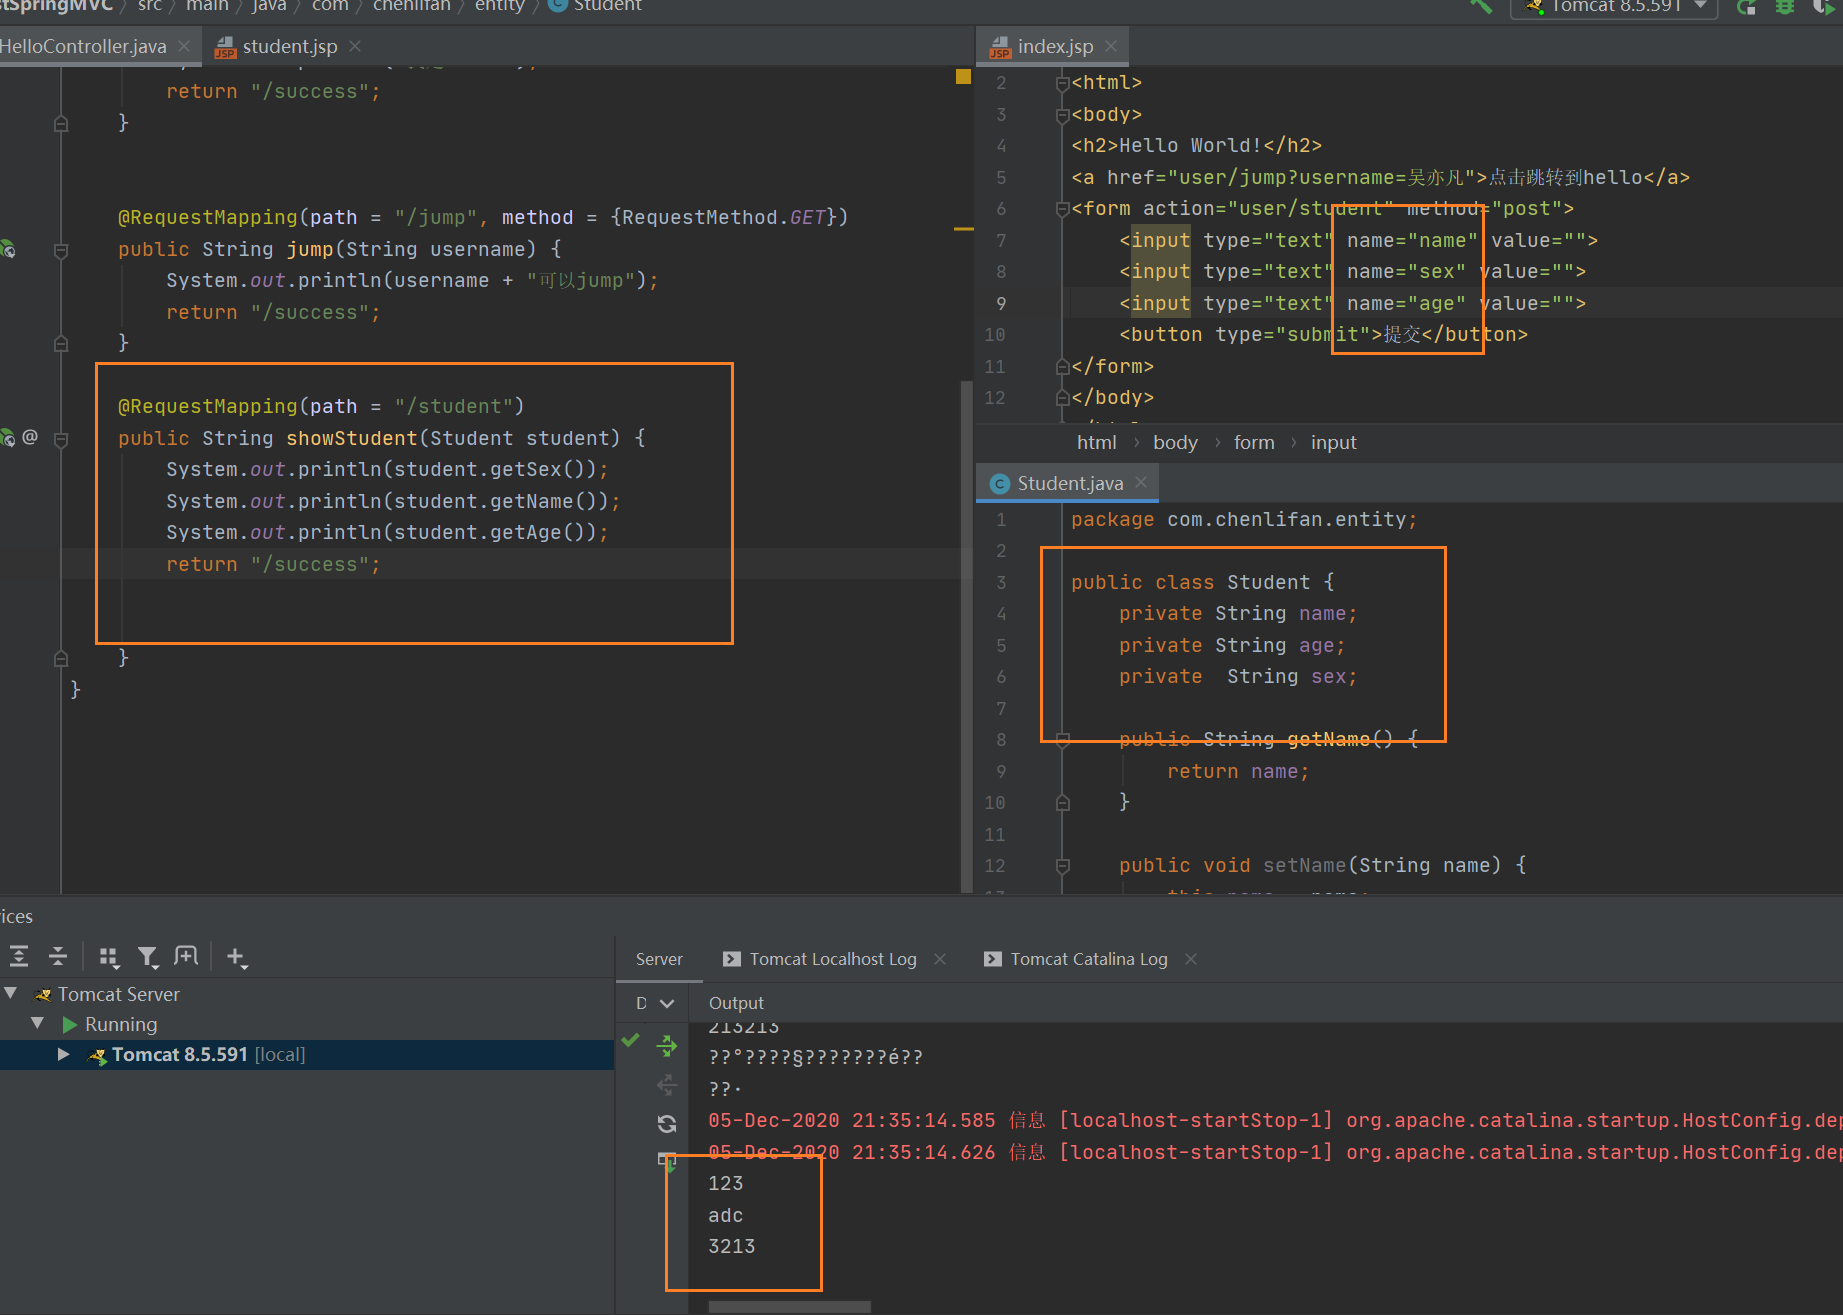 stSpringMVC 〉 src 〉 main 〉 java 〉 com 〉 chenlifan 〉 entity 〉 Student
Tomcat 8.5.591
HelloController.java
student.jsp
return "/success";
}
@RequestMapping(path = "/jump", method = {RequestMethod.GET})
public String jump(String username) {
System.out.println(username + "可以jump");
return "/success";
}
@RequestMapping(path = "/student")
public String showStudent(Student student) {
System.out.println(student.getSex());
System.out.println(student.getName());
System.out.println(student.getAge());
return "/success";
}
}
index.jsp
2 <html>
3 <body>
4 <h2>Hello World!</h2>
5 <a href="user/jump?username=吴亦凡">点击跳转到hello</a>
6 <form action="user/student" method="post">
7 <input type="text" name="name" value="">
8 <input type="text" name="sex" value="">
9 <input type="text" name="age" value="">
10 <button type="submit">提交</button>
11 </form>
12 </body>
html 〉 body 〉 form 〉 input
Student.java
1 package com.chenlifan.entity;
2
3 public class Student {
4 private String name;
5 private String age;
6 private  String sex;
7
8 public String getName() {
9 return name;
10 }
11
12 public void setName(String name) {
ices
Tomcat Server
Running
Tomcat 8.5.591 [local]
Server
Tomcat Localhost Log
Tomcat Catalina Log
D
Output
213213
??°????§???????é??
??·
05-Dec-2020 21:35:14.585 信息 [localhost-startStop-1] org.apache.catalina.startup.HostConfig.dep
05-Dec-2020 21:35:14.626 信息 [localhost-startStop-1] org.apache.catalina.startup.HostConfig.dep
123
adc
3213